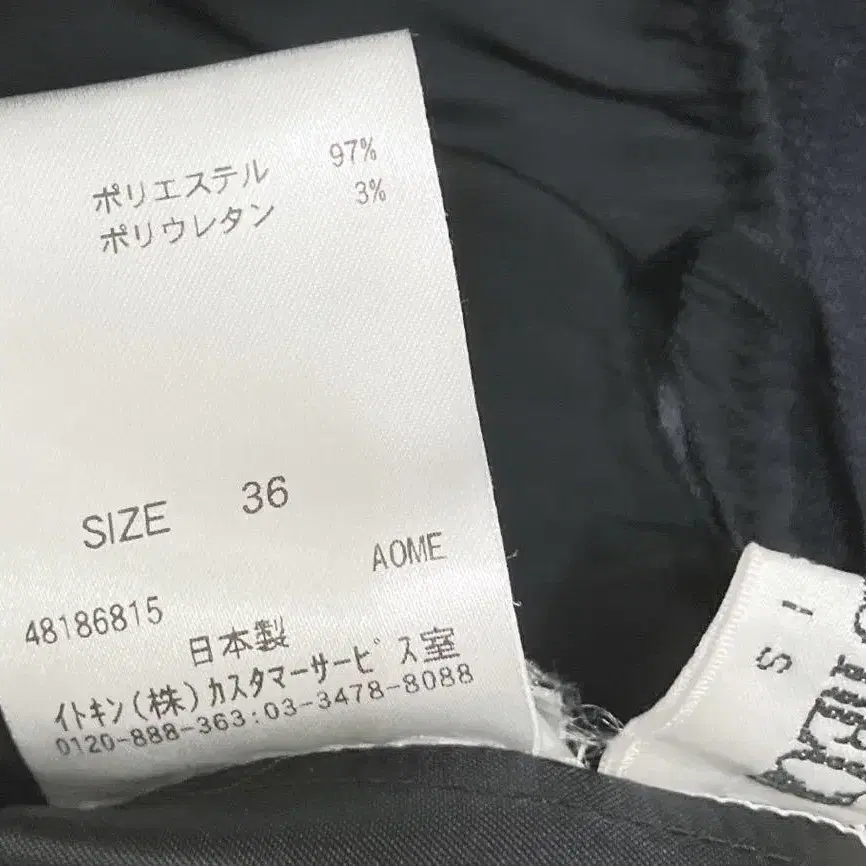 ポリエステル 97%
ポリウレタン 3%
SIZE 36
AOME
48186815
日本製
イトキン(株)カスタマーサービス室
0120-888-363:03-3478-8088